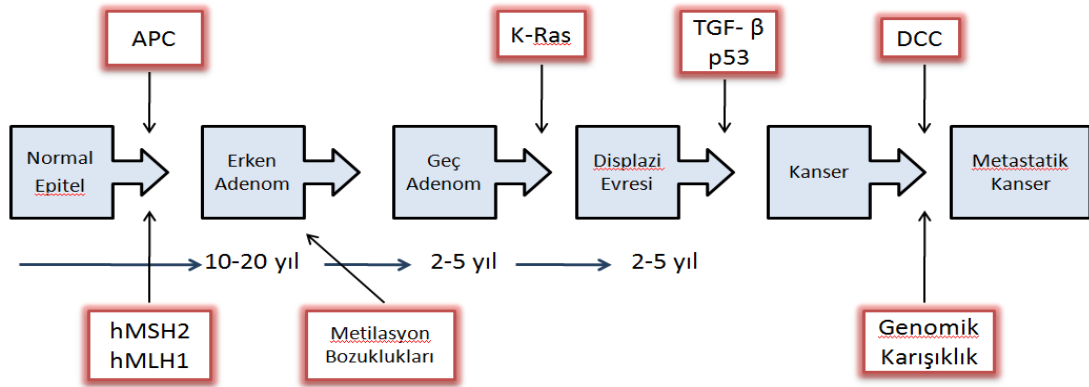 APC
K-Ras
TGF- β
p53
DCC
Normal
Epitel
Erken
Adenom
Geç
Adenom
Displazi
Evresi
Kanser
Metastatik
Kanser
10-20 yıl
2-5 yıl
2-5 yıl
hMSH2
hMLH1
Metilasyon
Bozuklukları
Genomik
Karışıklık